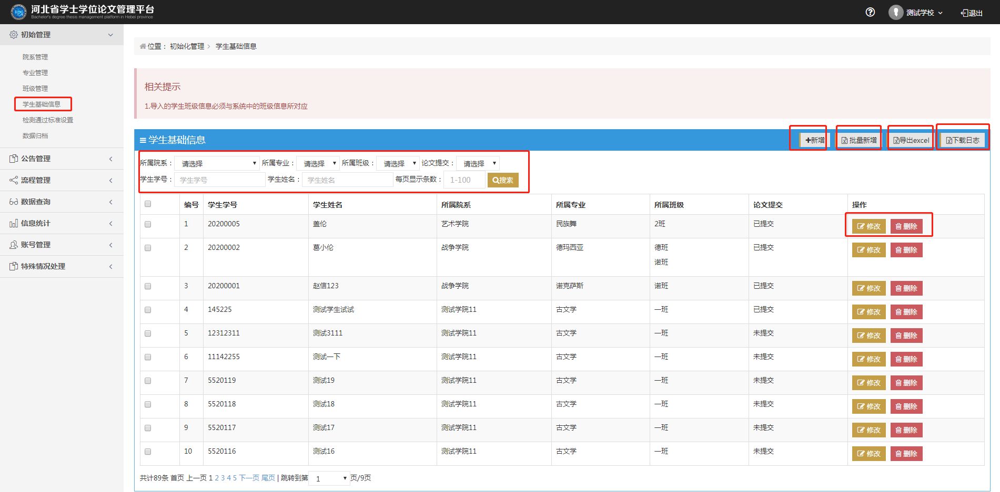 河北省学士学位论文管理平台
Bachelor's degree thesis management platform in Hebei province
测试学校
退出
初始管理
院系管理
专业管理
班级管理
学生基础信息
检测通过标准设置
数据归档
公告管理
流程管理
数据查询
信息统计
账号管理
特殊情况处理
位置： 初始化管理 > 学生基础信息
相关提示
1.导入的学生班级信息必须与系统中的班级信息所对应
学生基础信息 新增 批量新增 导出excel 下载日志
所属院系： 请选择 所属专业： 请选择 所属班级： 请选择 论文提交： 请选择
学生学号： 学生学号 学生姓名： 学生姓名 每页显示条数： 1-100 搜索
编号 学生学号 学生姓名 所属院系 所属专业 所属班级 论文提交 操作
1 20200005 盖伦 艺术学院 民族舞 2班 已提交 修改 删除
2 20200002 葛小伦 战争学院 德玛西亚 德班 已提交 修改 删除
诺班
3 20200001 赵信123 战争学院 诺克萨斯 诺班 已提交 修改 删除
4 145225 测试学生试试 测试学院11 古文学 一班 已提交 修改 删除
5 12312311 测试3111 测试学院11 古文学 一班 未提交 修改 删除
6 11142255 测试一下 测试学院11 古文学 一班 未提交 修改 删除
7 5520119 测试19 测试学院11 古文学 一班 未提交 修改 删除
8 5520118 测试18 测试学院11 古文学 一班 未提交 修改 删除
9 5520117 测试17 测试学院11 古文学 一班 未提交 修改 删除
10 5520116 测试16 测试学院11 古文学 一班 未提交 修改 删除
共计89条 首页 上一页 1 2 3 4 5 下一页 尾页 | 跳转到第 1 页/9页